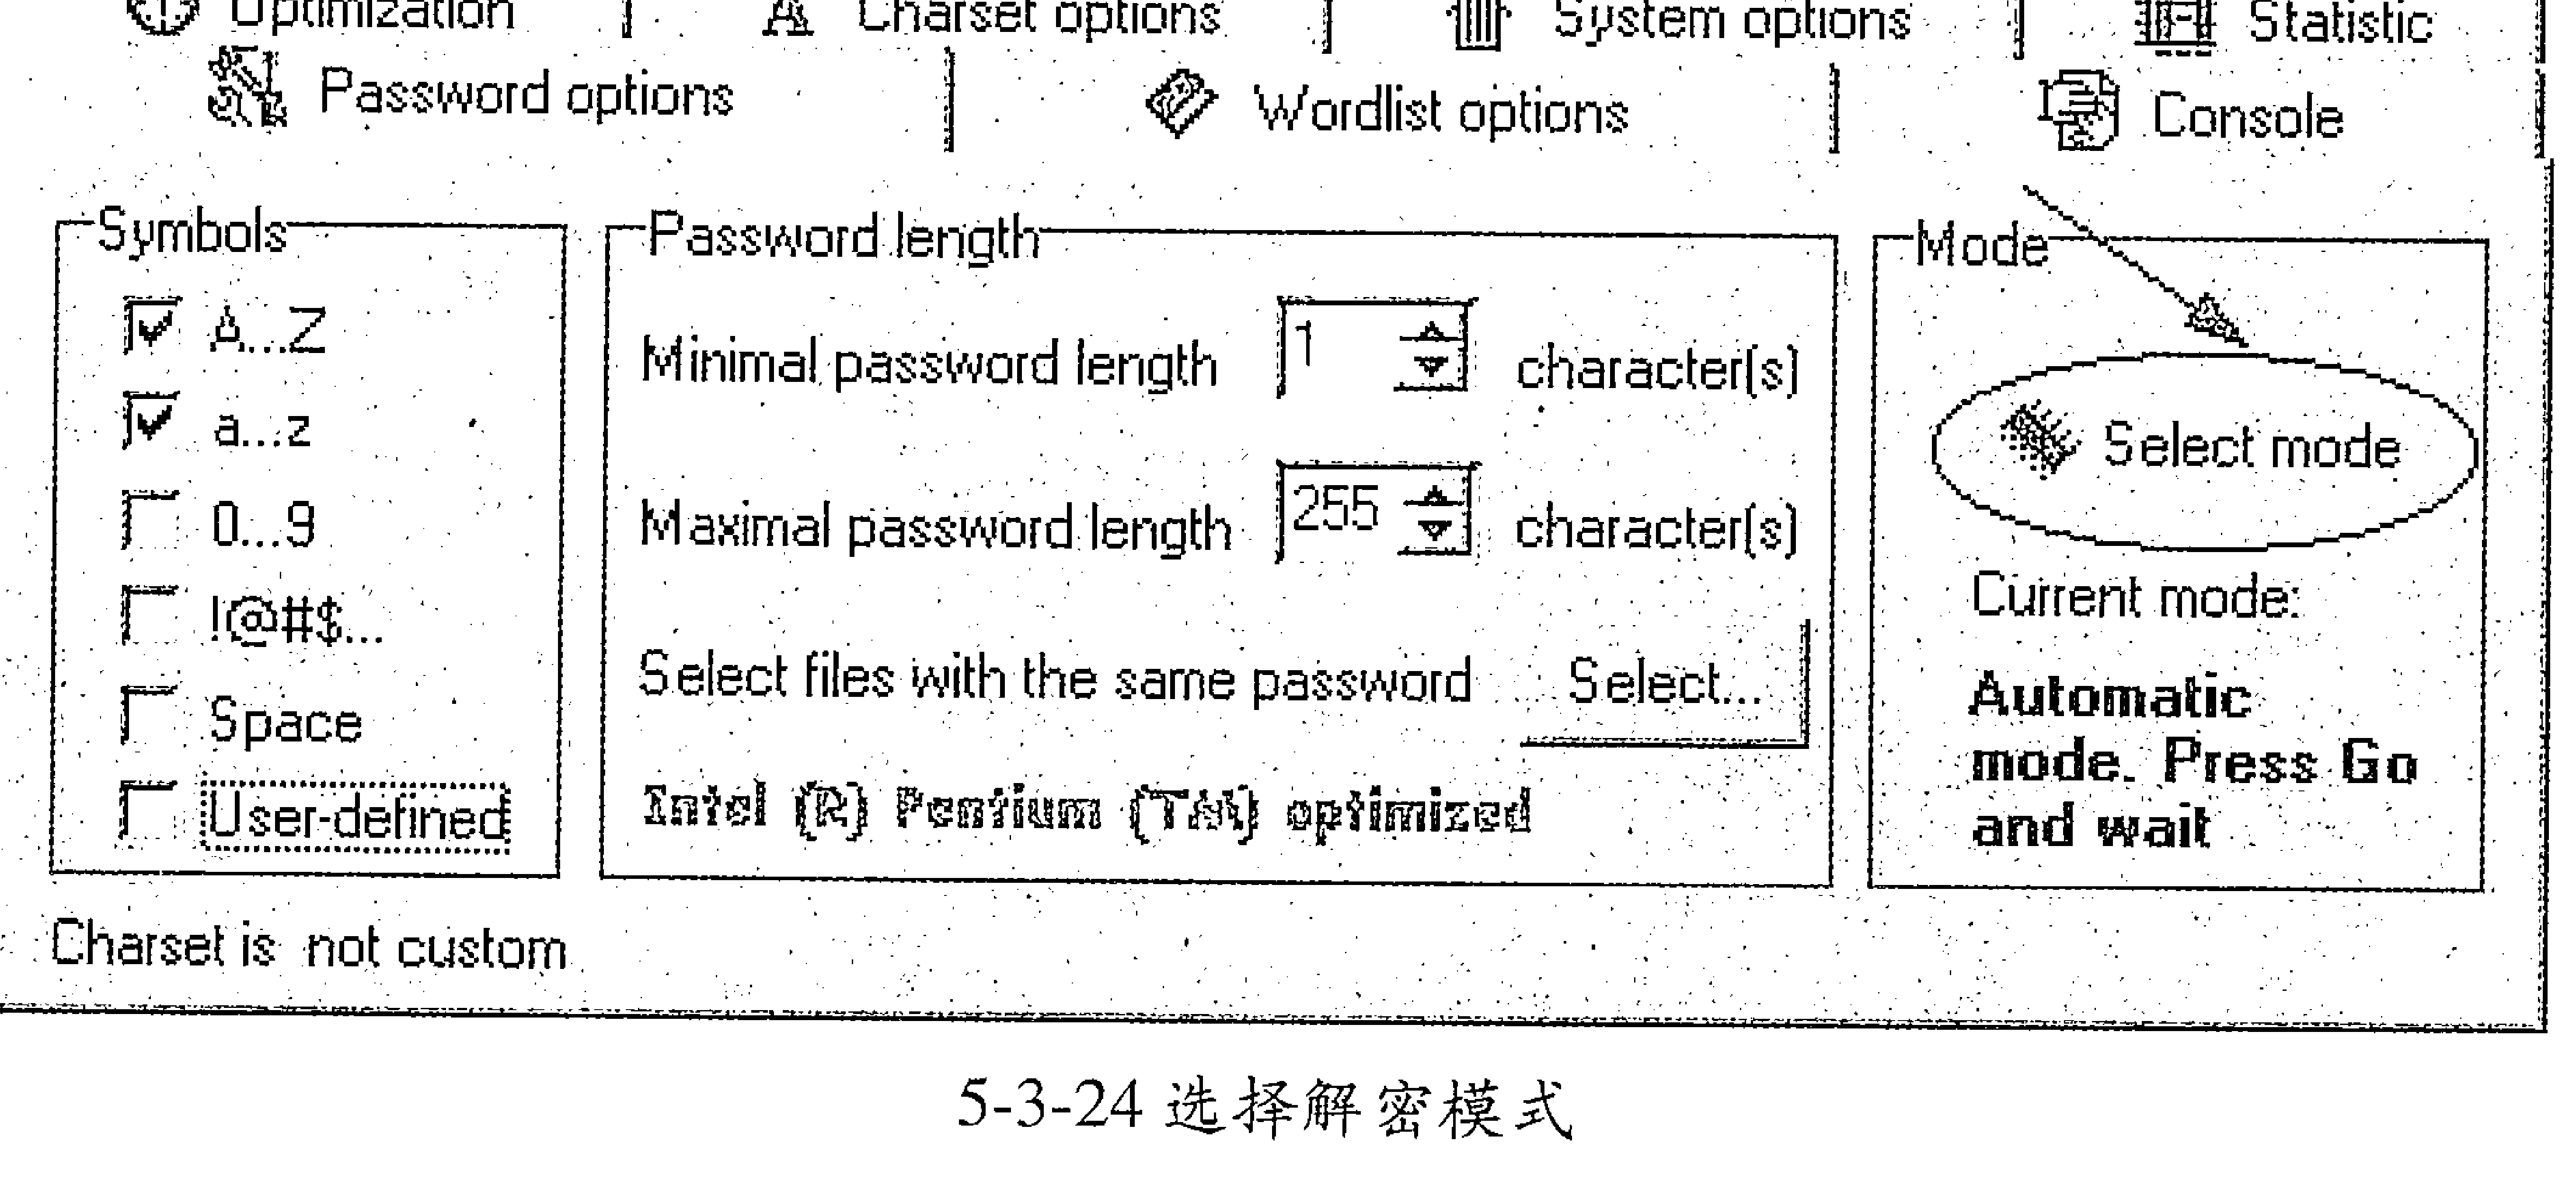 Optimization Charset options System options Statistic
Password options Wordlist options Console
Symbols
A...Z
a...z
0...9
!@#$...
Space
User-defined
Password length
Minimal password length 1 character(s)
Maximal password length 255 character(s)
Select files with the same password Select...
Intel (R) Pentium (TM) optimized
Mode
Select mode
Current mode:
Automatic
mode. Press Go
and wait
Charset is not custom
5-3-24 选择解密模式